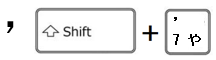 ’ ⇧ Shift + ’ 7 や